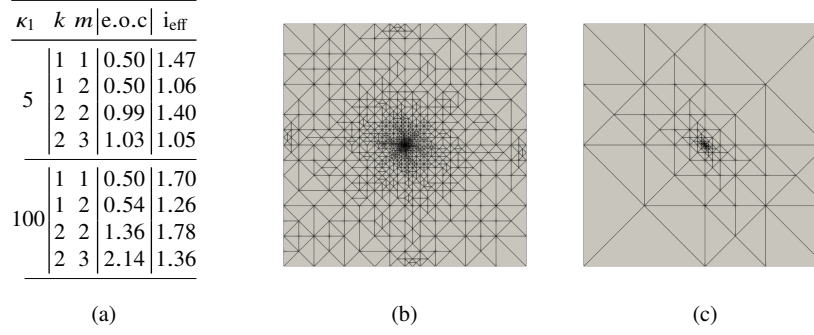 κ₁ k m e.o.c i_eff
5
1 1 0.50 1.47
1 2 0.50 1.06
2 2 0.99 1.40
2 3 1.03 1.05
100
1 1 0.50 1.70
1 2 0.54 1.26
2 2 1.36 1.78
2 3 2.14 1.36
(a) (b) (c)